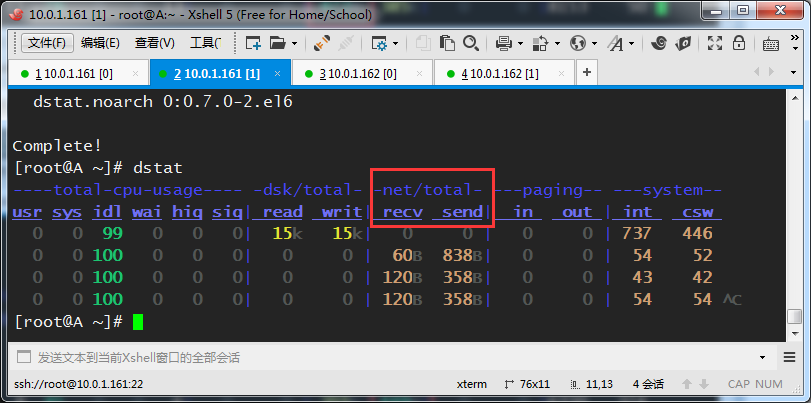 10.0.1.161 [1] - root@A:~ - Xshell 5 (Free for Home/School)
文件(F) 编辑(E) 查看(V) 工具(
1 10.0.1.161 [0] 2 10.0.1.161 [1] 3 10.0.1.162 [0] 4 10.0.1.162 [1]
dstat.noarch 0:0.7.0-2.el6
Complete!
[root@A ~]# dstat
----total-cpu-usage---- -dsk/total- -net/total- ---paging-- ---system--
usr sys idl wai hiq siq| read writ| recv send| in out | int csw
0 0 99 0 0 0| 15k 15k| 0 0 | 0 0 | 737 446
0 0 100 0 0 0| 0 0 | 60B 838B| 0 0 | 54 52
0 0 100 0 0 0| 0 0 | 120B 358B| 0 0 | 43 42
0 0 100 0 0 0| 0 0 | 120B 358B| 0 0 | 54 54 ^C
[root@A ~]#
发送文本到当前Xshell窗口的全部会话
ssh://root@10.0.1.161:22 xterm 76x11 11,13 4 会话 CAP NUM